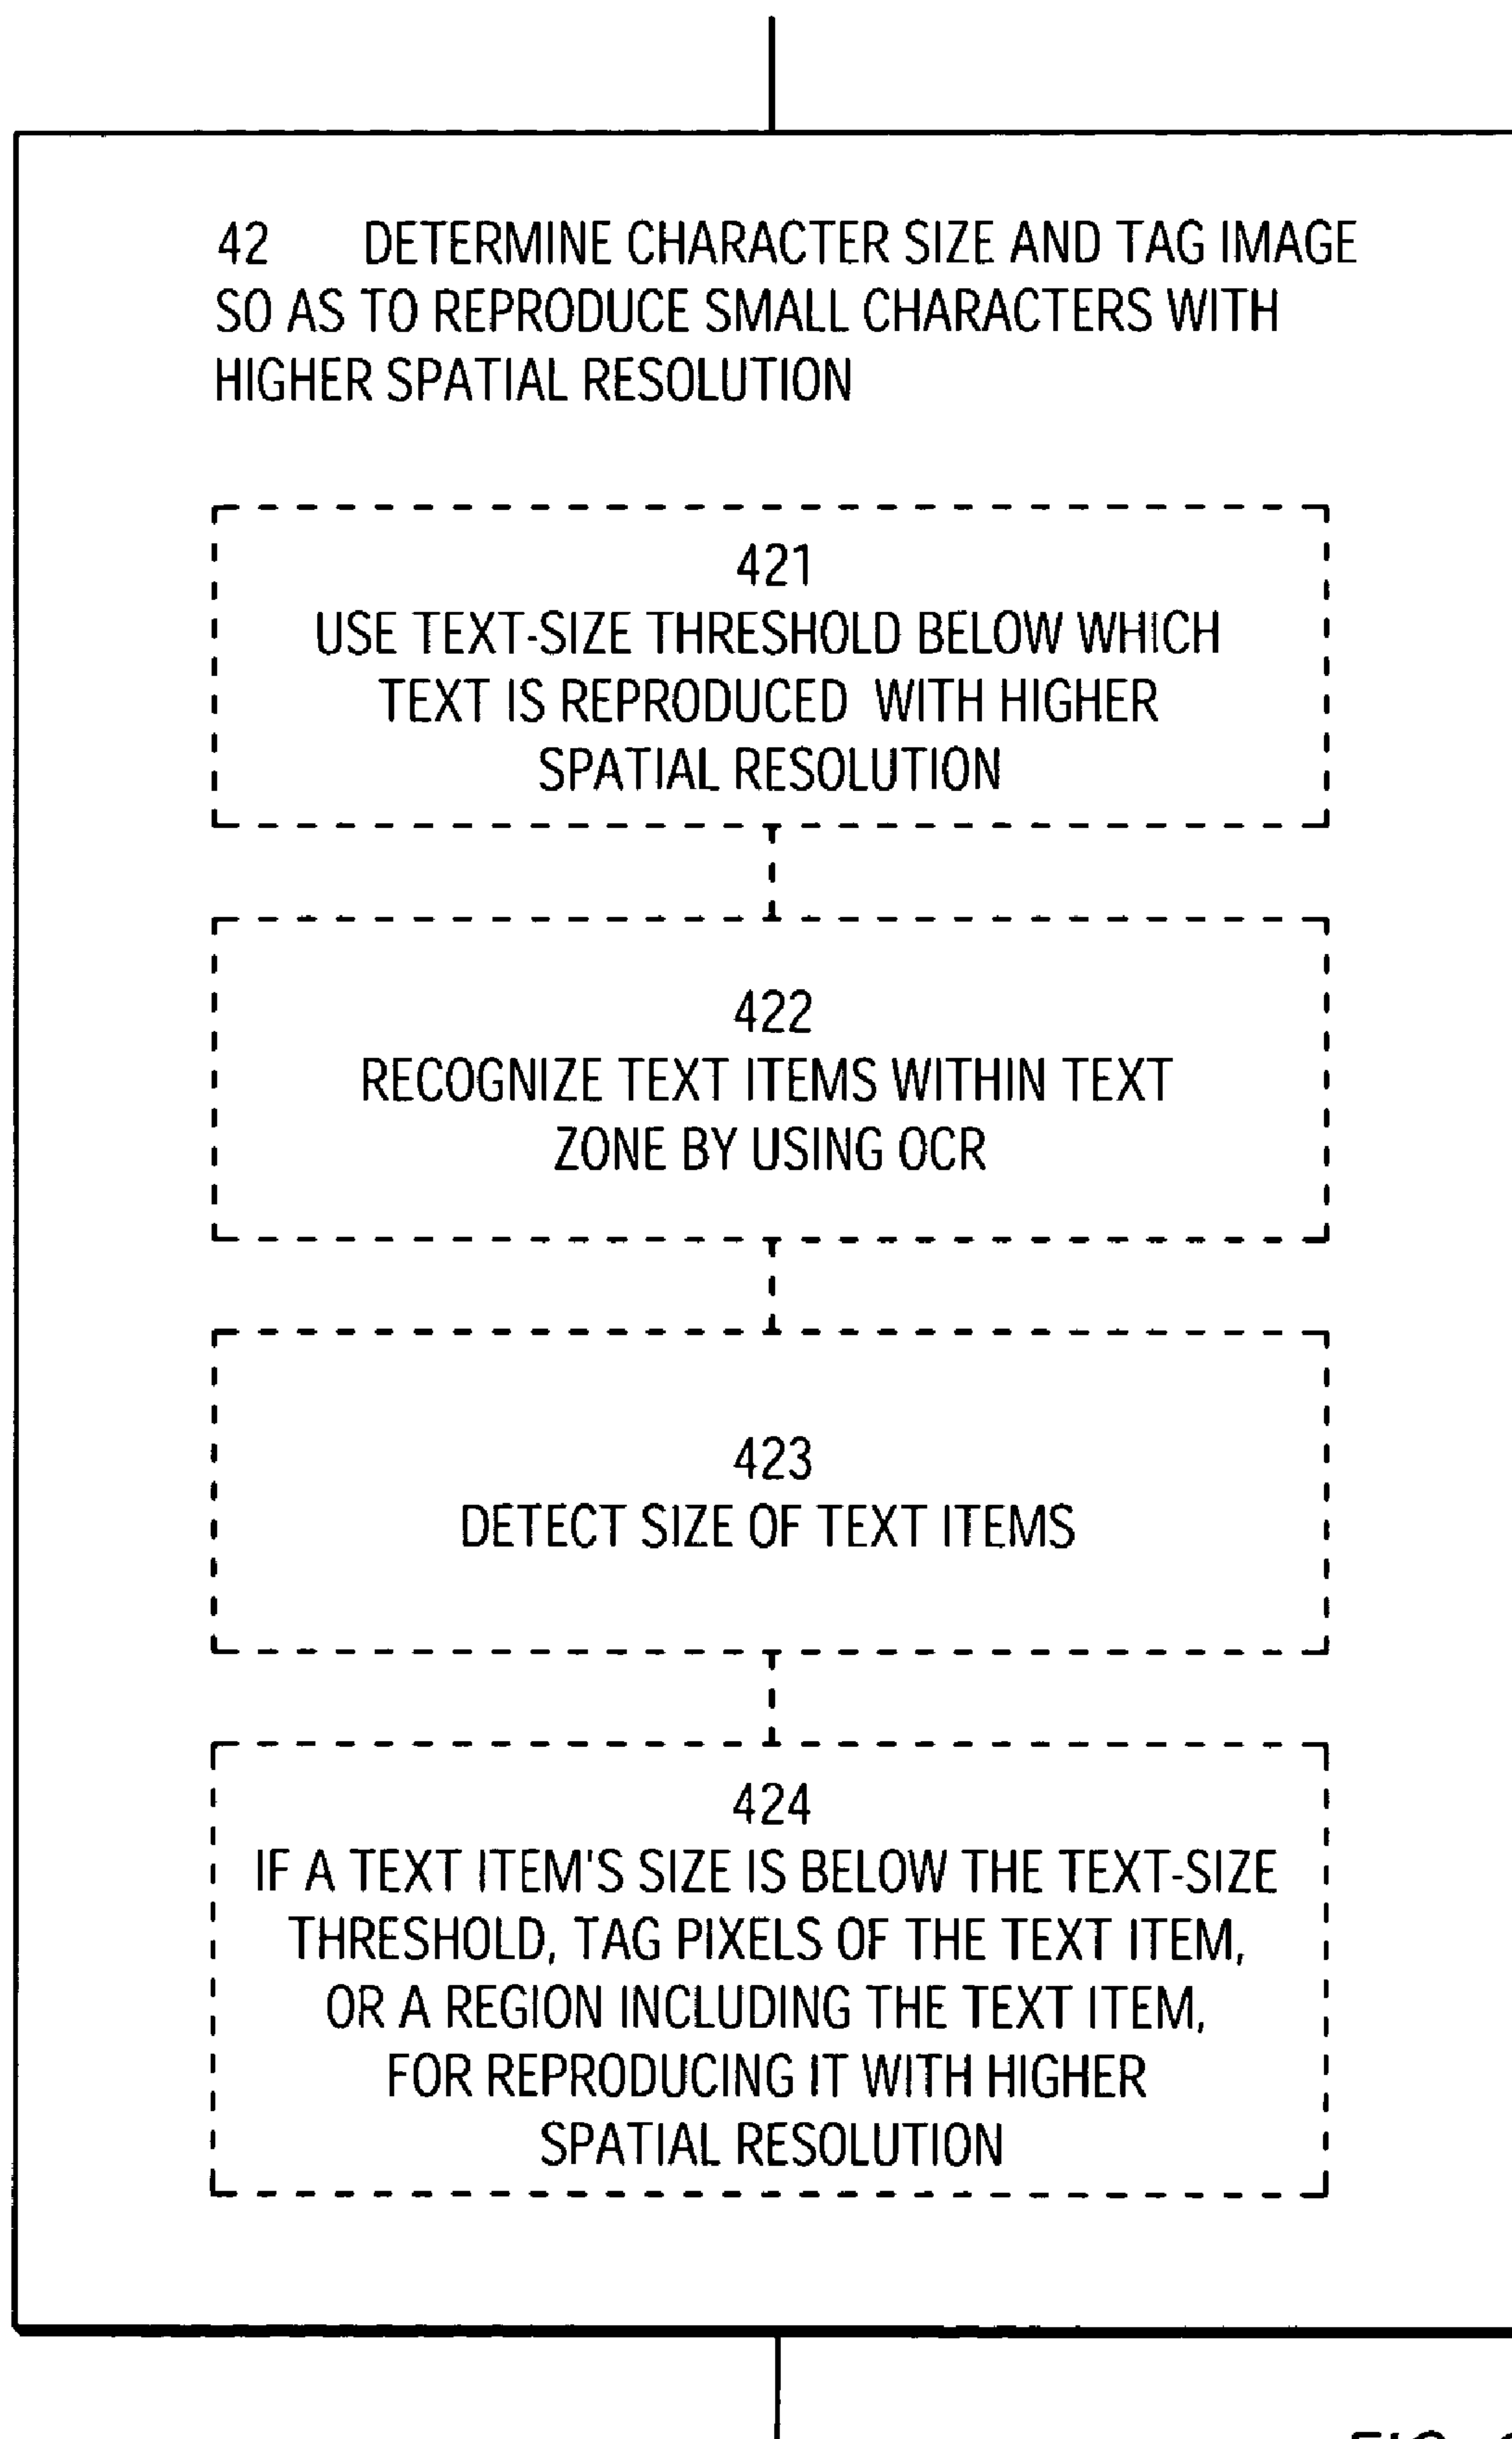 42 DETERMINE CHARACTER SIZE AND TAG IMAGE
SO AS TO REPRODUCE SMALL CHARACTERS WITH
HIGHER SPATIAL RESOLUTION
421
USE TEXT-SIZE THRESHOLD BELOW WHICH
TEXT IS REPRODUCED WITH HIGHER
SPATIAL RESOLUTION
422
RECOGNIZE TEXT ITEMS WITHIN TEXT
ZONE BY USING OCR
423
DETECT SIZE OF TEXT ITEMS
424
IF A TEXT ITEM'S SIZE IS BELOW THE TEXT-SIZE
THRESHOLD, TAG PIXELS OF THE TEXT ITEM,
OR A REGION INCLUDING THE TEXT ITEM,
FOR REPRODUCING IT WITH HIGHER
SPATIAL RESOLUTION